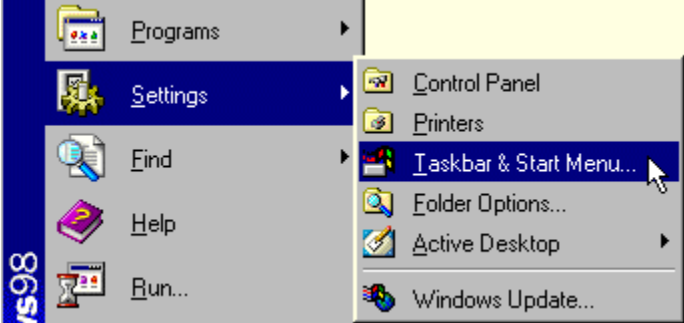 Programs
Settings
Find
Help
Run...
ws98
Control Panel
Printers
Taskbar & Start Menu...
Folder Options...
Active Desktop
Windows Update...